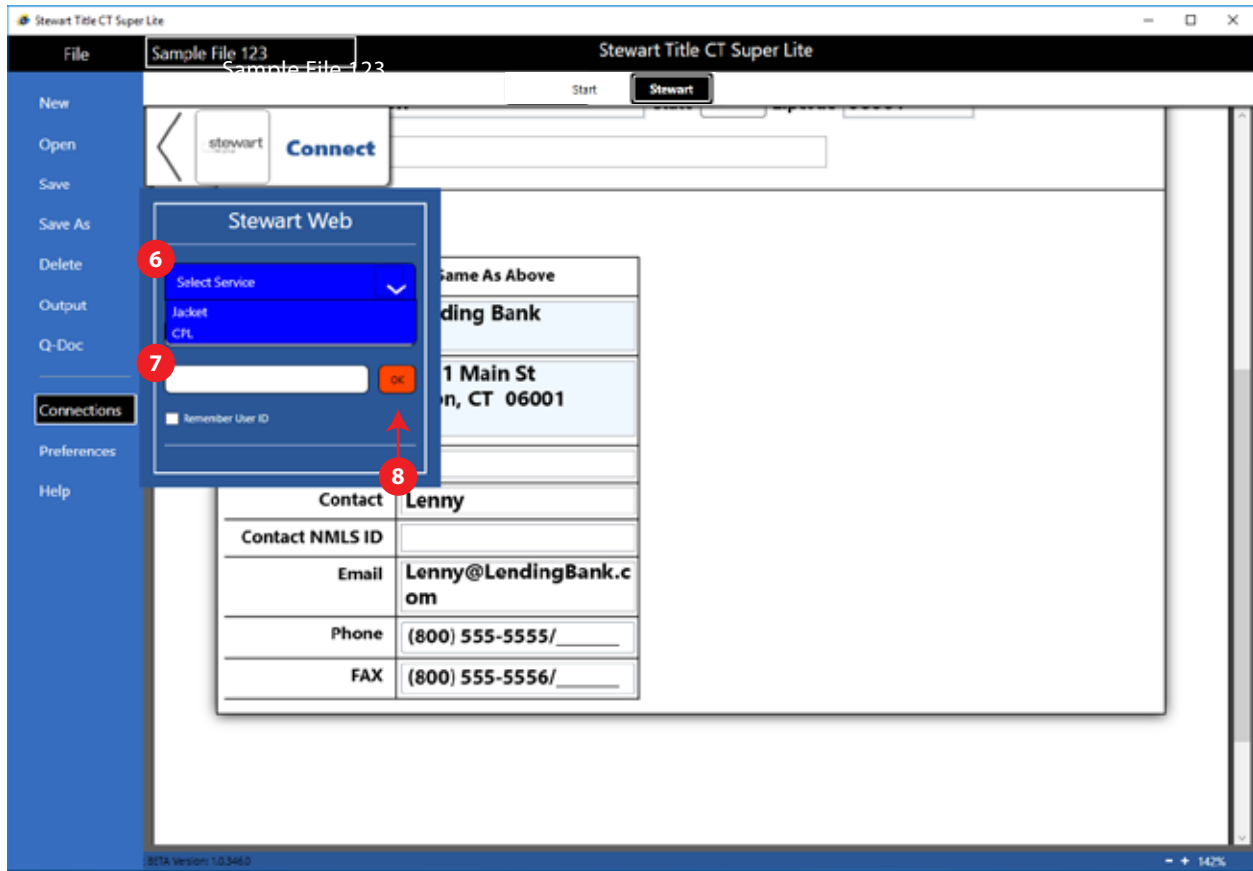 Stewart Title CT Super Lite
File
Sample File 123
Sample File 123
Stewart Title CT Super Lite
Start
Stewart
New
Open
Save
Save As
Delete
Output
Q-Doc
Connections
Preferences
Help
stewart
Connect
Stewart Web
6
Select Service
Jacket
CPL
7
OK
Remember User ID
8
Same As Above
ding Bank
1 Main St
n, CT 06001
Contact Lenny
Contact NMLS ID
Email Lenny@LendingBank.c
om
Phone (800) 555-5555/______
FAX (800) 555-5556/______
BETA Version: 1.0.346.0
- + 142%